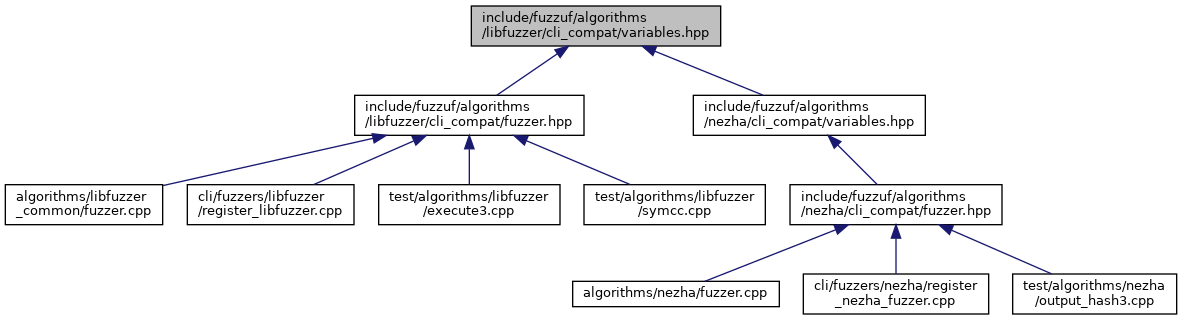 include/fuzzuf/algorithms
/libfuzzer/cli_compat/variables.hpp
include/fuzzuf/algorithms
/libfuzzer/cli_compat/fuzzer.hpp
include/fuzzuf/algorithms
/nezha/cli_compat/variables.hpp
algorithms/libfuzzer
_common/fuzzer.cpp
cli/fuzzers/libfuzzer
/register_libfuzzer.cpp
test/algorithms/libfuzzer
/execute3.cpp
test/algorithms/libfuzzer
/symcc.cpp
include/fuzzuf/algorithms
/nezha/cli_compat/fuzzer.hpp
algorithms/nezha/fuzzer.cpp
cli/fuzzers/nezha/register
_nezha_fuzzer.cpp
test/algorithms/nezha
/output_hash3.cpp